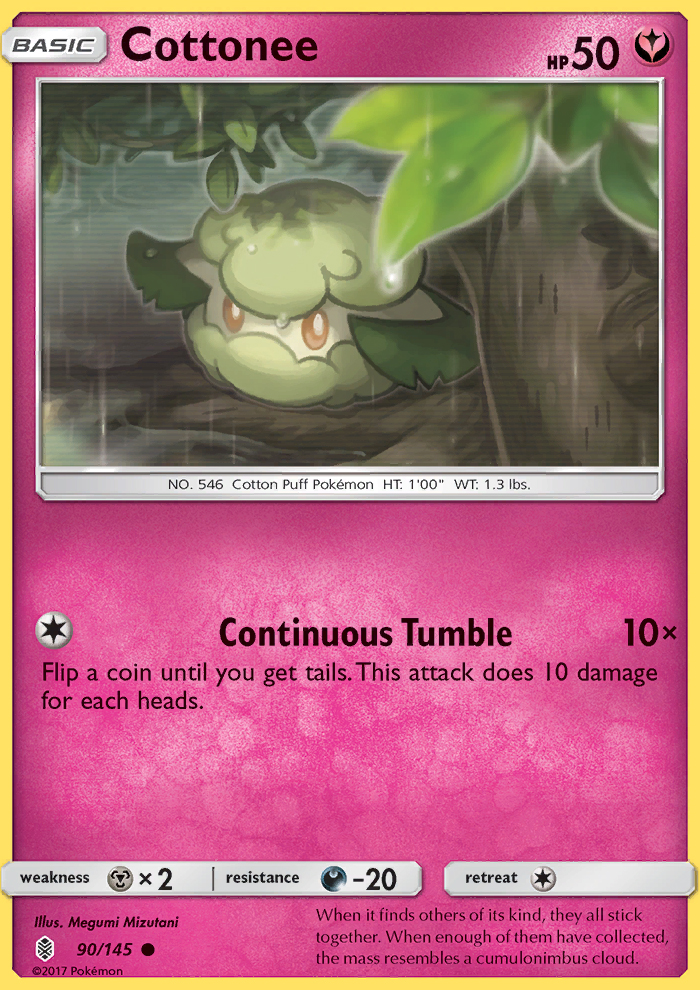 BASIC Cottonee HP 50
NO. 546 Cotton Puff Pokémon HT: 1'00" WT: 1.3 lbs.
Continuous Tumble 10×
Flip a coin until you get tails. This attack does 10 damage
for each heads.
weakness × 2 resistance –20 retreat
Illus. Megumi Mizutani
90/145
©2017 Pokémon
When it finds others of its kind, they all stick
together. When enough of them have collected,
the mass resembles a cumulonimbus cloud.